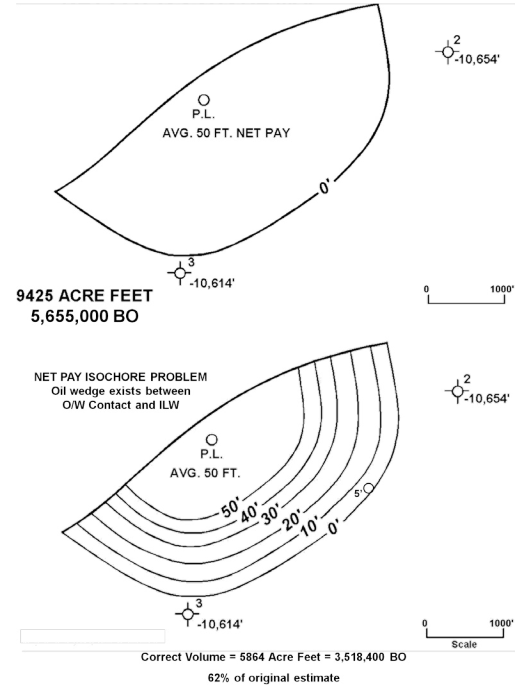 2
-10,654'
P.L.
AVG. 50 FT. NET PAY
0'
3
-10,614'
9425 ACRE FEET
5,655,000 BO
0 1000'
NET PAY ISOCHORE PROBLEM
Oil wedge exists between
O/W Contact and ILW
2
-10,654'
P.L.
AVG. 50 FT.
5'
50'
40'
30'
20'
10'
0'
3
-10,614'
0 1000'
Scale
Correct Volume = 5864 Acre Feet = 3,518,400 BO
62% of original estimate